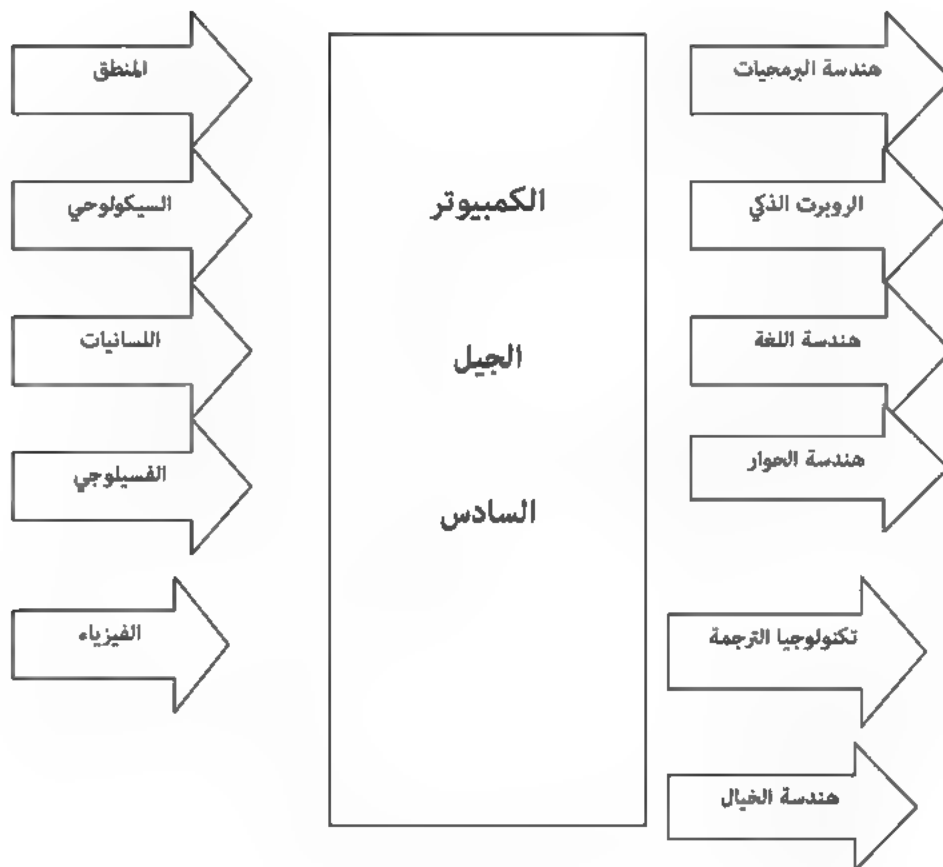 المنطق
السيكولوجي
اللسانيات
الفسيلوجي
الفيزياء
الكمبيوتر
الجيل
السادس
هندسة البرمجيات
الروبرت الذكي
هندسة اللغة
هندسة الحوار
تكنولوجيا الترجمة
هندسة الخيال